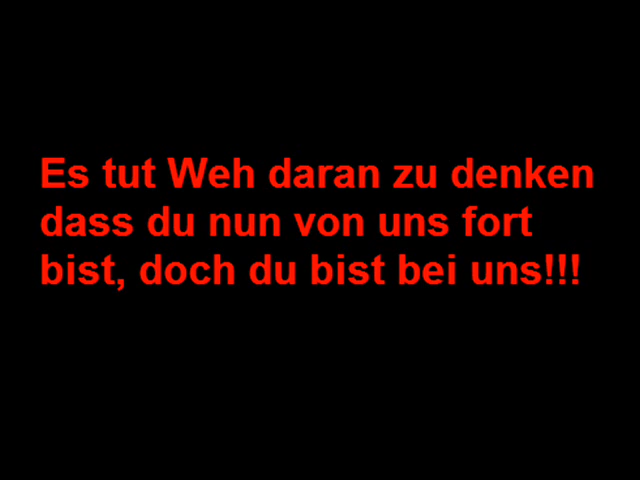 Es tut Weh daran zu denken
dass du nun von uns fort
bist, doch du bist bei uns!!!